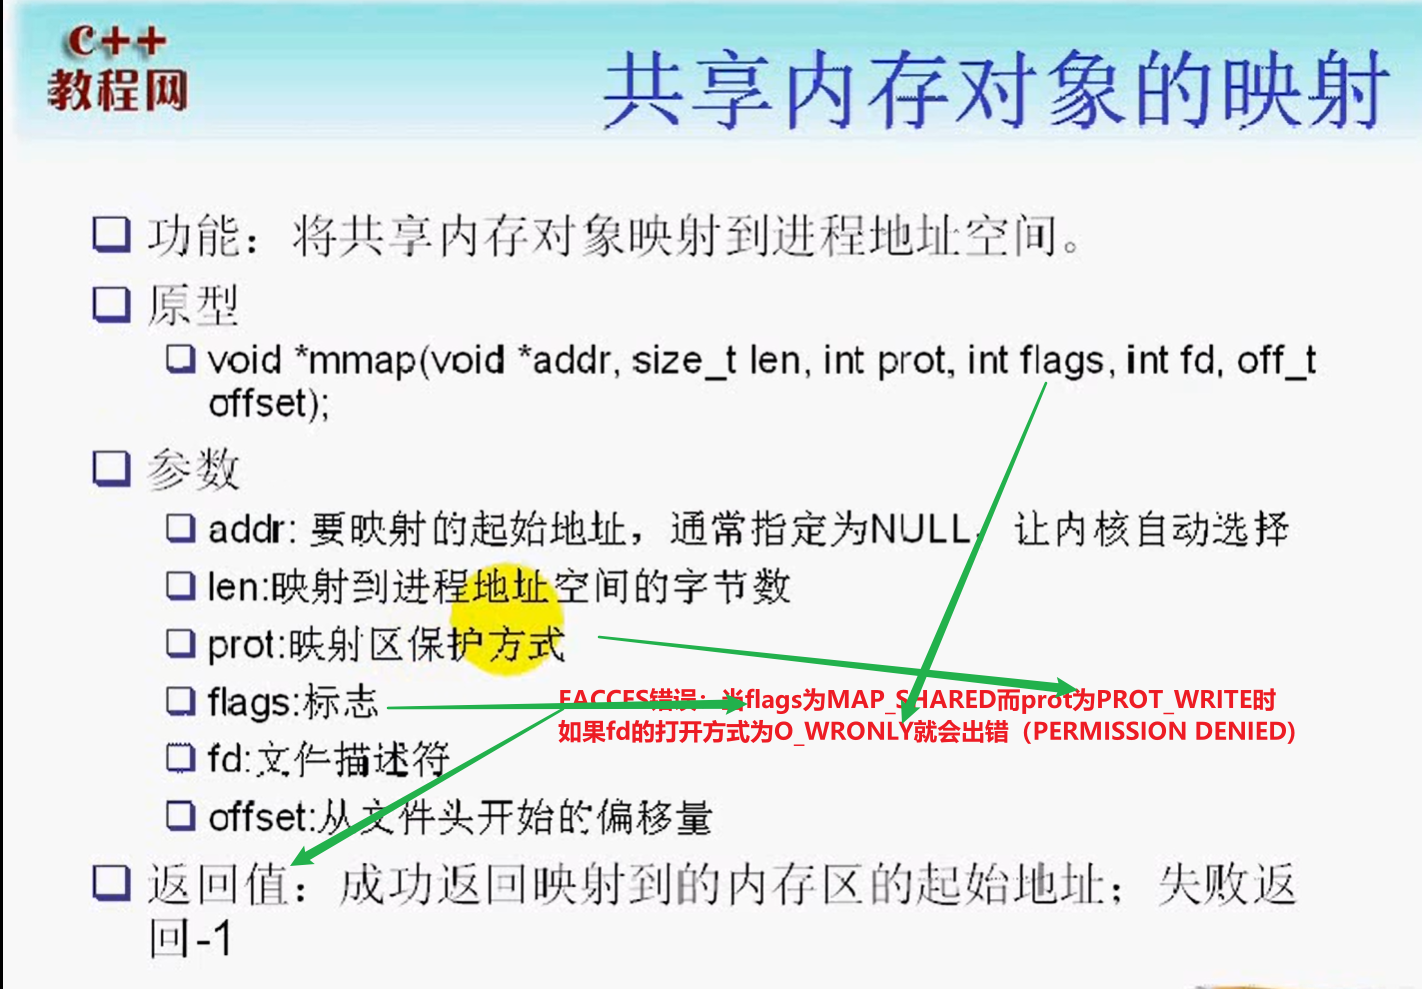 C++
教程网
共享内存对象的映射
功能：将共享内存对象映射到进程地址空间。
原型
void *mmap(void *addr, size_t len, int prot, int flags, int fd, off_t
offset);
参数
addr: 要映射的起始地址，通常指定为NULL，让内核自动选择
len:映射到进程地址空间的字节数
prot:映射区保护方式
flags:标志
EACCES错误：当flags为MAP_SHARED而prot为PROT_WRITE时
如果fd的打开方式为O_WRONLY就会出错（PERMISSION DENIED)
fd:文件描述符
offset:从文件头开始的偏移量
返回值：成功返回映射到的内存区的起始地址；失败返
回-1